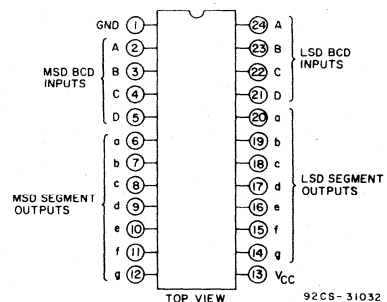 GND 1 24 A
A 2 23 B
B 3 22 C
C 4 21 D
D 5 20 a
a 6 19 b
b 7 18 c
c 8 17 d
d 9 16 e
e 10 15 f
f 11 14 g
g 12 13 VCC
MSD BCD
INPUTS
MSD SEGMENT
OUTPUTS
LSD BCD
INPUTS
LSD SEGMENT
OUTPUTS
TOP VIEW
92CS-31032